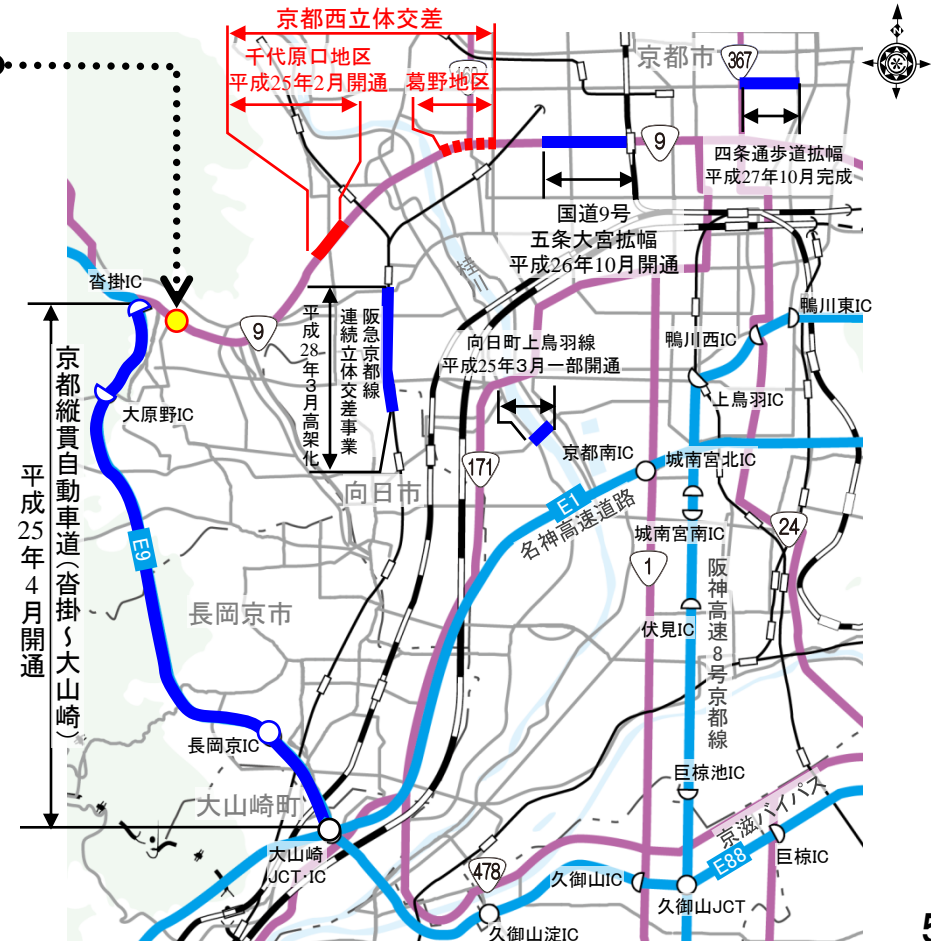 京都西立体交差
千代原口地区
平成25年2月開通
葛野地区
京都市
367
N
9
四条通歩道拡幅
平成27年10月完成
国道9号
五条大宮拡幅
平成26年10月開通
桂川
沓掛IC
9
阪急京都線
連続立体交差事業
平成28年3月高架化
向日町上鳥羽線
平成25年3月一部開通
鴨川東IC
鴨川西IC
上鳥羽IC
大原野IC
京都縦貫自動車道(沓掛~大山崎)
平成25年4月開通
向日市
171
京都南IC
城南宮北IC
E1
名神高速道路
城南宮南IC
24
1
E9
長岡京市
伏見IC
阪神高速8号京都線
長岡京IC
巨椋池IC
大山崎町
京滋バイパス
大山崎
JCT・IC
E88
巨椋IC
478
久御山IC
久御山JCT
久御山淀IC
5